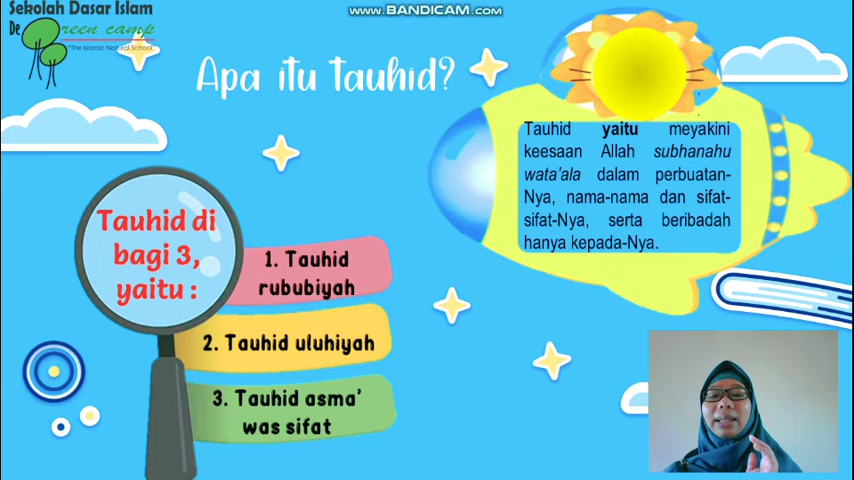 Sekolah Dasar Islam
De Green camp
"The Islamic Natural School"
www.BANDICAM.com
Apa itu tauhid?
Tauhid yaitu meyakini
keesaan Allah subhanahu
wata'ala dalam perbuatan-
Nya, nama-nama dan sifat-
sifat-Nya, serta beribadah
hanya kepada-Nya.
Tauhid di
bagi 3,
yaitu :
1. Tauhid
rububiyah
2. Tauhid uluhiyah
3. Tauhid asma'
was sifat